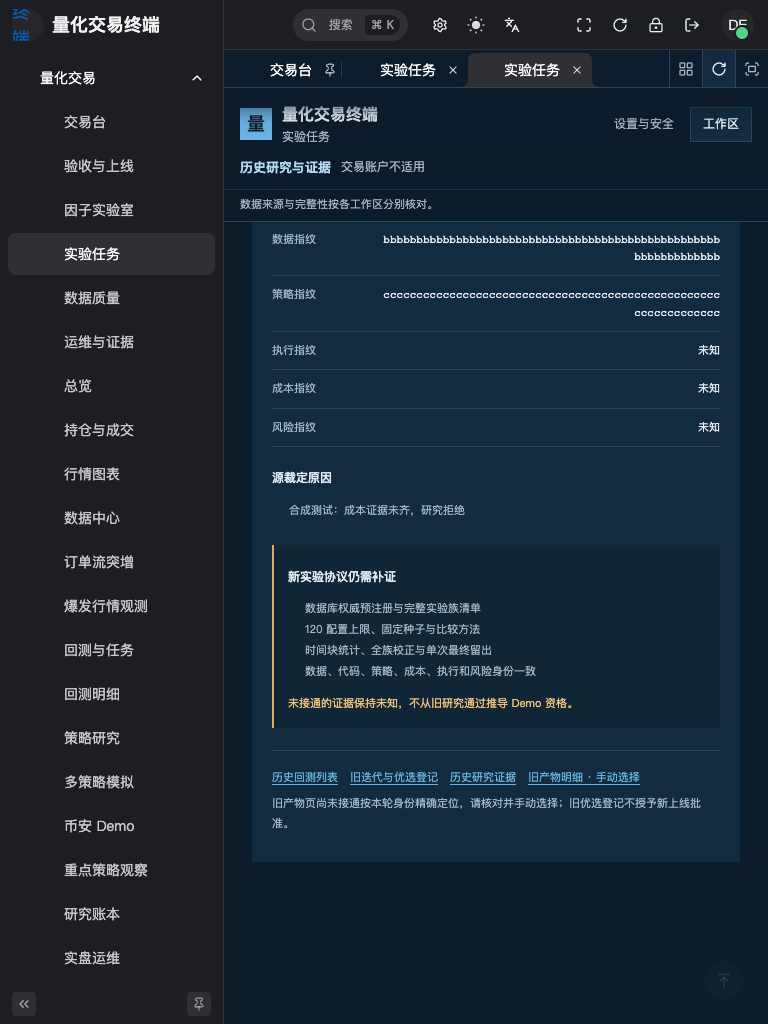 终端
量化交易终端
搜索
⌘ K
DE
量化交易
交易台
验收与上线
因子实验室
实验任务
数据质量
运维与证据
总览
持仓与成交
行情图表
数据中心
订单流突增
爆发行情观测
回测与任务
回测明细
策略研究
多策略模拟
币安 Demo
重点策略观察
研究账本
实盘运维
交易台
实验任务
实验任务
量
量化交易终端
实验任务
设置与安全
工作区
历史研究与证据 交易账户不适用
数据来源与完整性按各工作区分别核对。
数据指纹
bbbbbbbbbbbbbbbbbbbbbbbbbbbbbbbbbbbbbbbbbbbbbbbbbbb
bbbbbbbbbbbbb
策略指纹
ccccccccccccccccccccccccccccccccccccccccccccccccccc
ccccccccccccc
执行指纹 未知
成本指纹 未知
风险指纹 未知
源裁定原因
合成测试：成本证据未齐，研究拒绝
新实验协议仍需补证
数据库权威预注册与完整实验族清单
120 配置上限、固定种子与比较方法
时间块统计、全族校正与单次最终留出
数据、代码、策略、成本、执行和风险身份一致
未接通的证据保持未知，不从旧研究通过推导 Demo 资格。
历史回测列表 旧迭代与优选登记 历史研究证据 旧产物明细 · 手动选择
旧产物页尚未接通按本轮身份精确定位，请核对并手动选择；旧优选登记不授予新上线批
准。